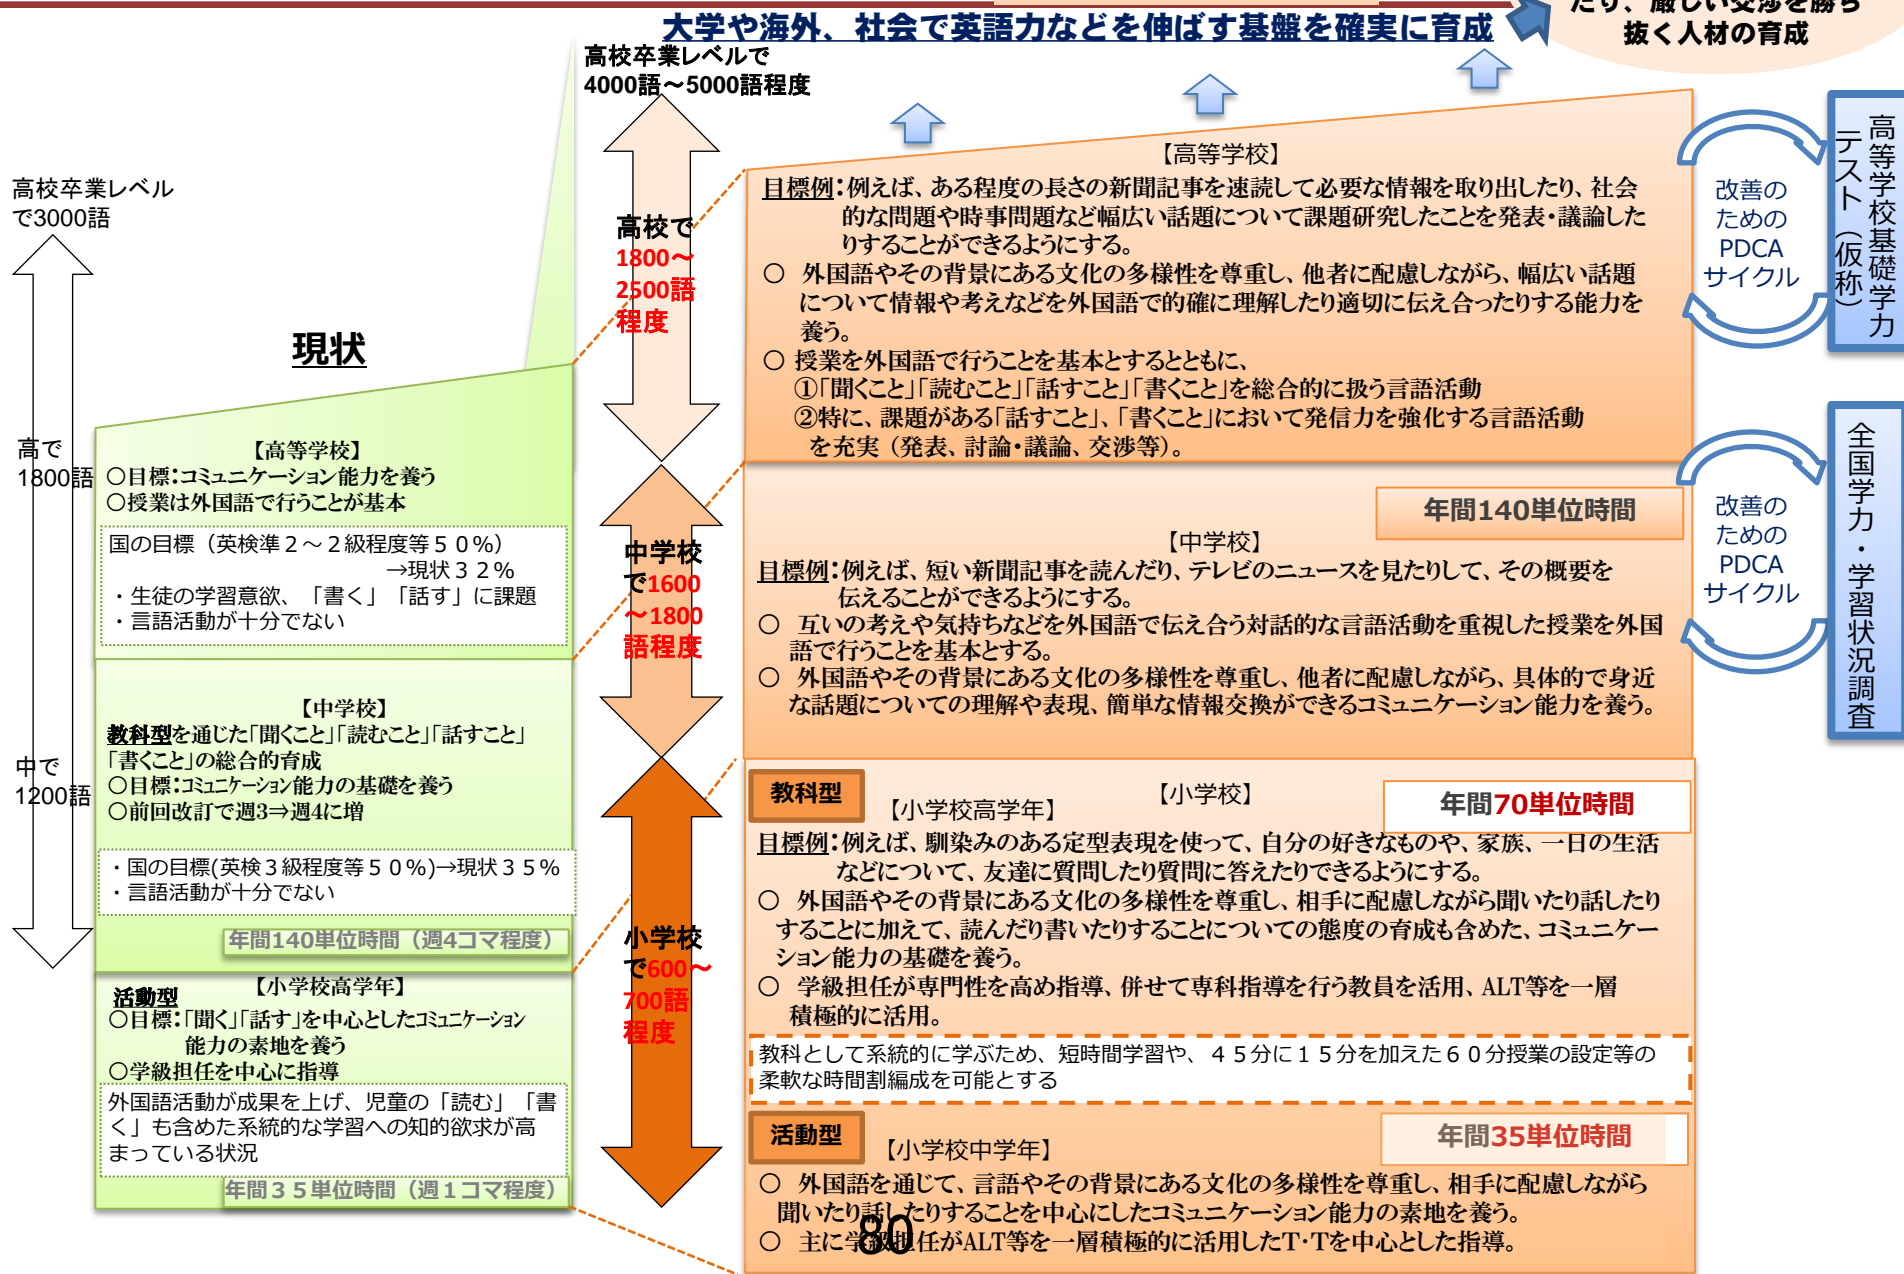 大学や海外、社会で英語力などを伸ばす基盤を確実に育成
たり、厳しい交渉を勝ち
抜く人材の育成
高校卒業レベル
で3000語
高で
1800語
中で
1200語
現状
【高等学校】
○目標：コミュニケーション能力を養う
○授業は外国語で行うことが基本
国の目標（英検準２～２級程度等５０％）
→現状３２％
・生徒の学習意欲、「書く」「話す」に課題
・言語活動が十分でない
【中学校】
教科型を通じた「聞くこと」「読むこと」「話すこと」
「書くこと」の総合的育成
○目標：コミュニケーション能力の基礎を養う
○前回改訂で週3⇒週4に増
・国の目標(英検３級程度等５０％)→現状３５％
・言語活動が十分でない
年間140単位時間（週4コマ程度）
活動型
【小学校高学年】
○目標：「聞く」「話す」を中心としたコミュニケーション
能力の素地を養う
○学級担任を中心に指導
外国語活動が成果を上げ、児童の「読む」「書
く」も含めた系統的な学習への知的欲求が高
まっている状況
年間３５単位時間（週１コマ程度）
高校卒業レベルで
4000語～5000語程度
高校で
1800～
2500語
程度
中学校
で1600
～1800
語程度
小学校
で600～
700語
程度
【高等学校】
目標例：例えば、ある程度の長さの新聞記事を速読して必要な情報を取り出したり、社会
的な問題や時事問題など幅広い話題について課題研究したことを発表・議論した
りすることができるようにする。
○ 外国語やその背景にある文化の多様性を尊重し、他者に配慮しながら、幅広い話題
について情報や考えなどを外国語で的確に理解したり適切に伝え合ったりする能力を
養う。
○ 授業を外国語で行うことを基本とするとともに、
①「聞くこと」「読むこと」「話すこと」「書くこと」を総合的に扱う言語活動
②特に、課題がある「話すこと」、「書くこと」において発信力を強化する言語活動
を充実（発表、討論・議論、交渉等）。
年間140単位時間
【中学校】
目標例：例えば、短い新聞記事を読んだり、テレビのニュースを見たりして、その概要を
伝えることができるようにする。
○ 互いの考えや気持ちなどを外国語で伝え合う対話的な言語活動を重視した授業を外国
語で行うことを基本とする。
○ 外国語やその背景にある文化の多様性を尊重し、他者に配慮しながら、具体的で身近
な話題についての理解や表現、簡単な情報交換ができるコミュニケーション能力を養う。
教科型
【小学校高学年】
【小学校】
年間70単位時間
目標例：例えば、馴染みのある定型表現を使って、自分の好きなものや、家族、一日の生活
などについて、友達に質問したり質問に答えたりできるようにする。
○ 外国語やその背景にある文化の多様性を尊重し、相手に配慮しながら聞いたり話したり
することに加えて、読んだり書いたりすることについての態度の育成も含めた、コミュニケー
ション能力の基礎を養う。
○ 学級担任が専門性を高め指導、併せて専科指導を行う教員を活用、ALT等を一層
積極的に活用。
教科として系統的に学ぶため、短時間学習や、４５分に１５分を加えた６０分授業の設定等の
柔軟な時間割編成を可能とする
活動型
【小学校中学年】
年間35単位時間
○ 外国語を通じて、言語やその背景にある文化の多様性を尊重し、相手に配慮しながら
聞いたり話したりすることを中心にしたコミュニケーション能力の素地を養う。
○ 主に学級担任がALT等を一層積極的に活用したT・Tを中心とした指導。
80
改善の
ための
PDCA
サイクル
高等学校基礎学力
テスト（仮称）
改善の
ための
PDCA
サイクル
全国学力・学習状況調査